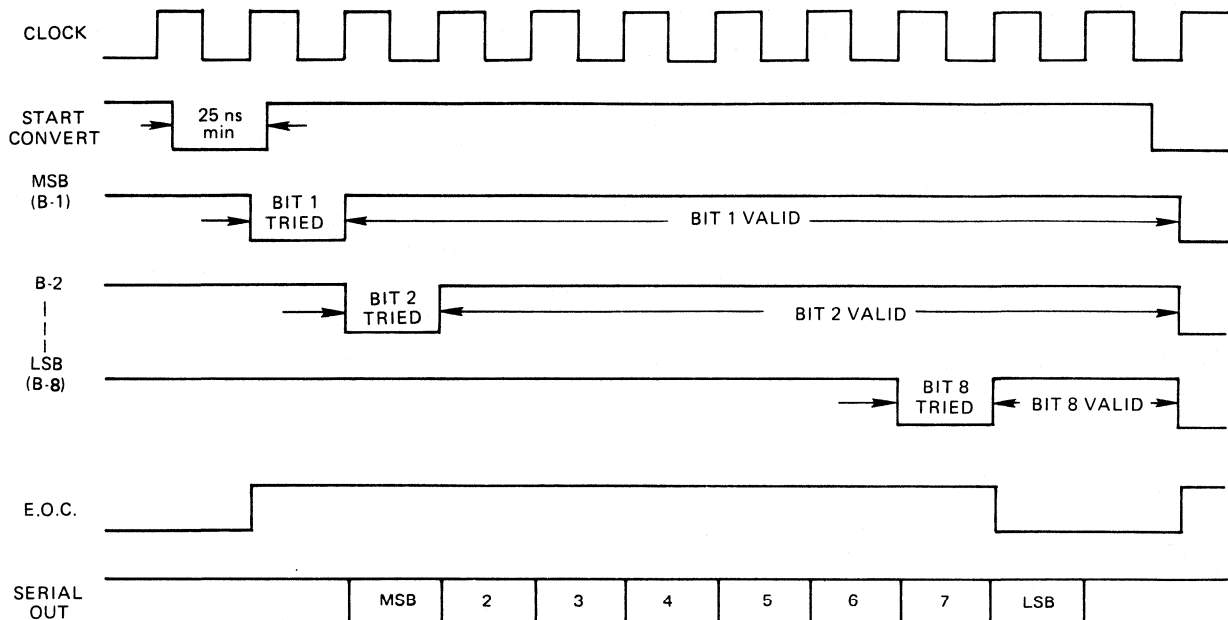 CLOCK
START
CONVERT
25 ns
min
MSB
(B-1)
BIT 1
TRIED
BIT 1 VALID
B-2
BIT 2
TRIED
BIT 2 VALID
LSB
(B-8)
BIT 8
TRIED
BIT 8 VALID
E.O.C.
SERIAL
OUT
MSB 2 3 4 5 6 7 LSB